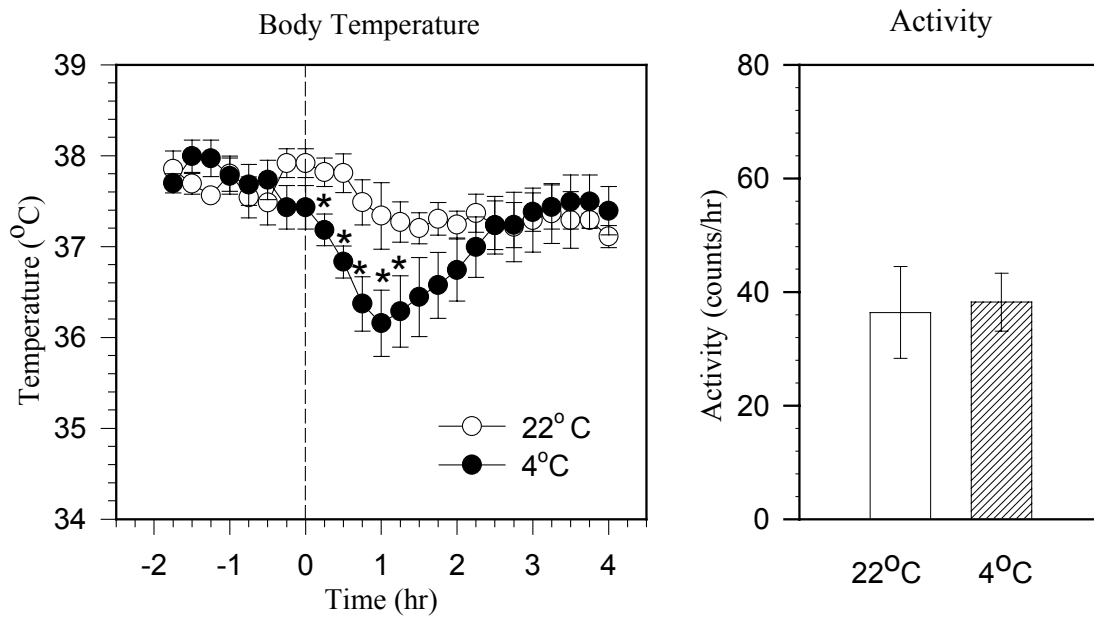 Body Temperature
Temperature (°C)
39
38
37
36
35
34
* * * * *
22° C
4°C
-2 -1 0 1 2 3 4
Time (hr)
Activity
Activity (counts/hr)
80
60
40
20
0
22°C 4°C